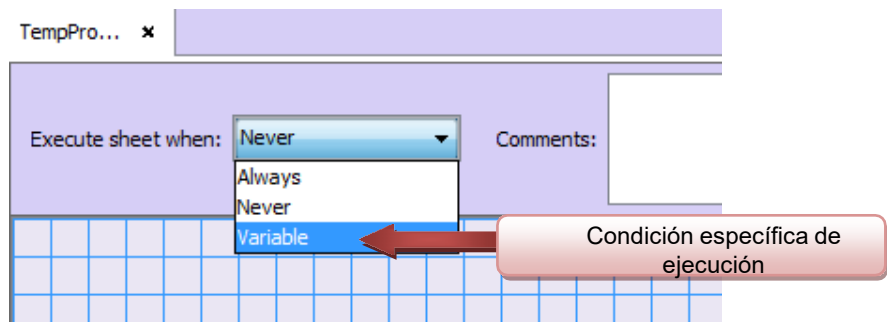 TempPro...
Execute sheet when: Never Comments:
Always
Never
Variable
Condición específica de
ejecución